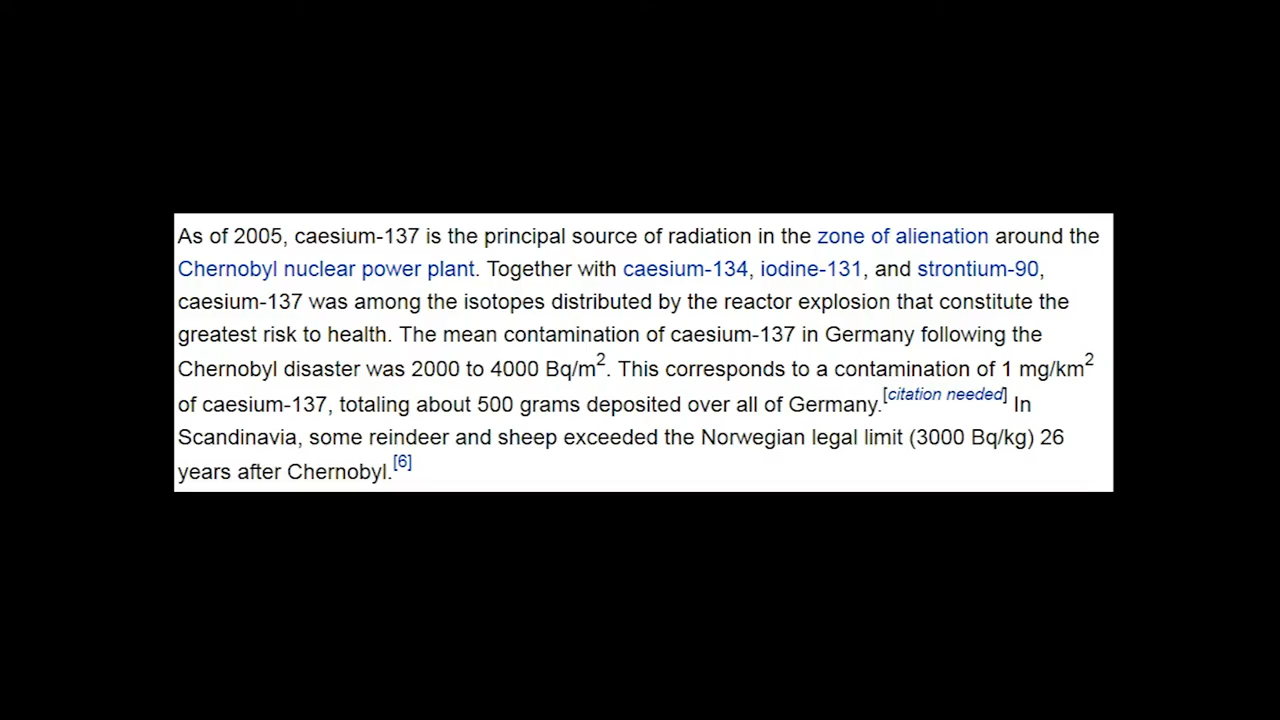 As of 2005, caesium-137 is the principal source of radiation in the zone of alienation around the
Chernobyl nuclear power plant. Together with caesium-134, iodine-131, and strontium-90,
caesium-137 was among the isotopes distributed by the reactor explosion that constitute the
greatest risk to health. The mean contamination of caesium-137 in Germany following the
Chernobyl disaster was 2000 to 4000 Bq/m². This corresponds to a contamination of 1 mg/km²
of caesium-137, totaling about 500 grams deposited over all of Germany.[citation needed] In
Scandinavia, some reindeer and sheep exceeded the Norwegian legal limit (3000 Bq/kg) 26
years after Chernobyl.[6]